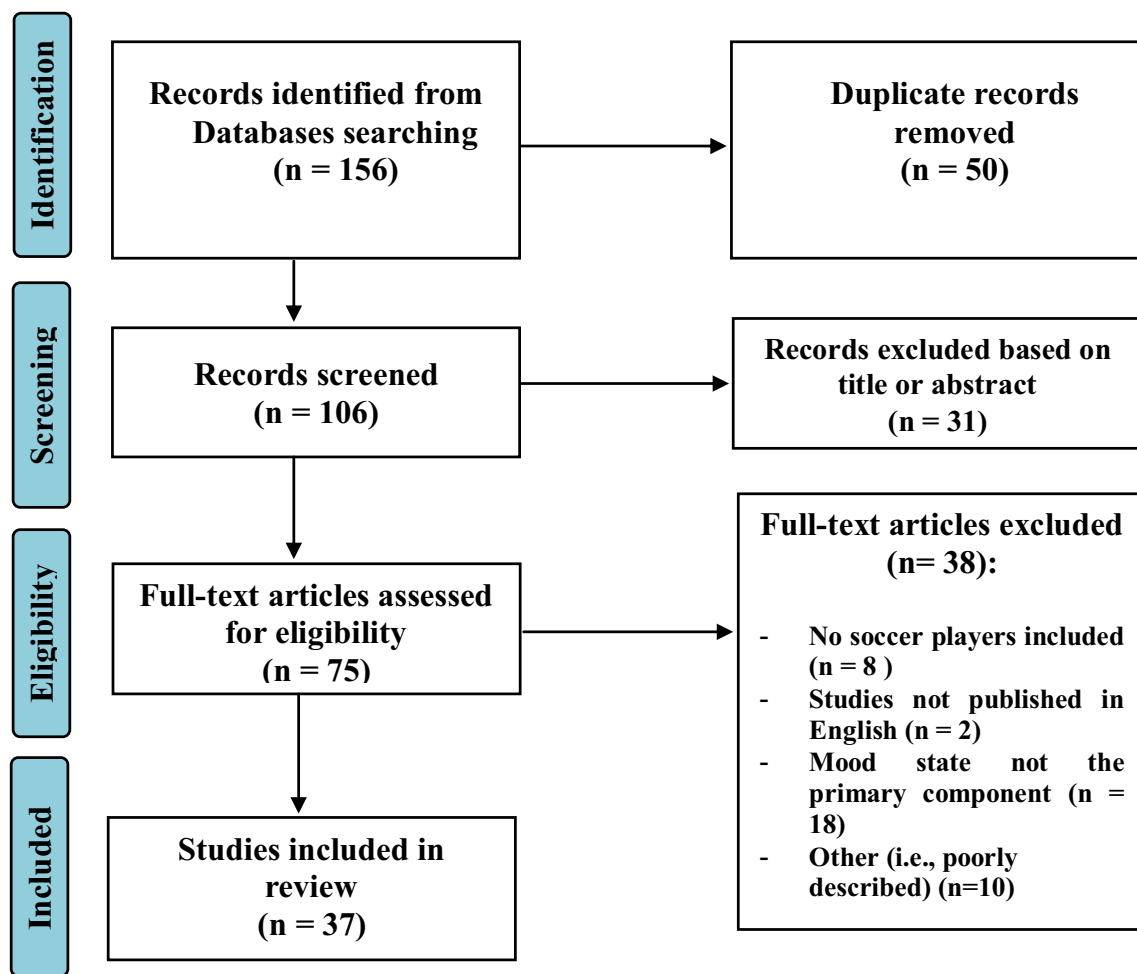 Identification
Records identified from
Databases searching
(n = 156)
Duplicate records
removed
(n = 50)
Screening
Records screened
(n = 106)
Records excluded based on
title or abstract
(n = 31)
Eligibility
Full-text articles assessed
for eligibility
(n = 75)
Full-text articles excluded
(n= 38):
- No soccer players included
(n = 8 )
- Studies not published in
English (n = 2)
- Mood state not the
primary component (n =
18)
- Other (i.e., poorly
described) (n=10)
Included
Studies included in
review
(n = 37)